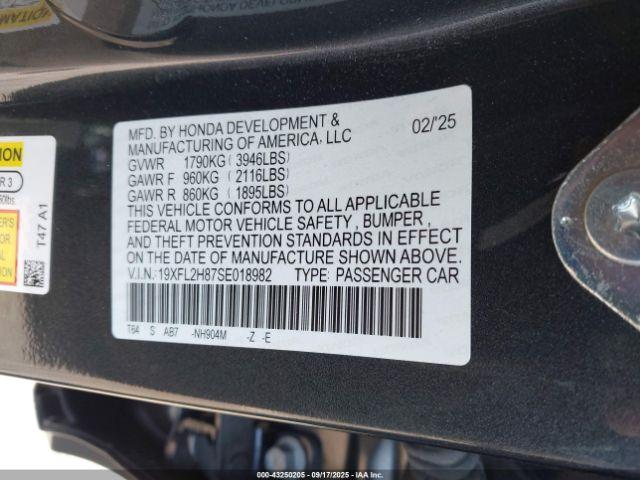 MFD. BY HONDA DEVELOPMENT & 02/'25
MANUFACTURING OF AMERICA, LLC
GVWR 1790KG ( 3946LBS)
GAWR F 960KG ( 2116LBS)
GAWR R 860KG ( 1895LBS)
THIS VEHICLE CONFORMS TO ALL APPLICABLE
FEDERAL MOTOR VEHICLE SAFETY , BUMPER ,
AND THEFT PREVENTION STANDARDS IN EFFECT
ON THE DATE OF MANUFACTURE SHOWN ABOVE.
V.I.N.: 19XFL2H87SE018982 TYPE: PASSENGER CAR
T64 S AB7 -NH904M -Z -E
T47 A1
000-43250205 - 09/17/2025 - IAAI.COM